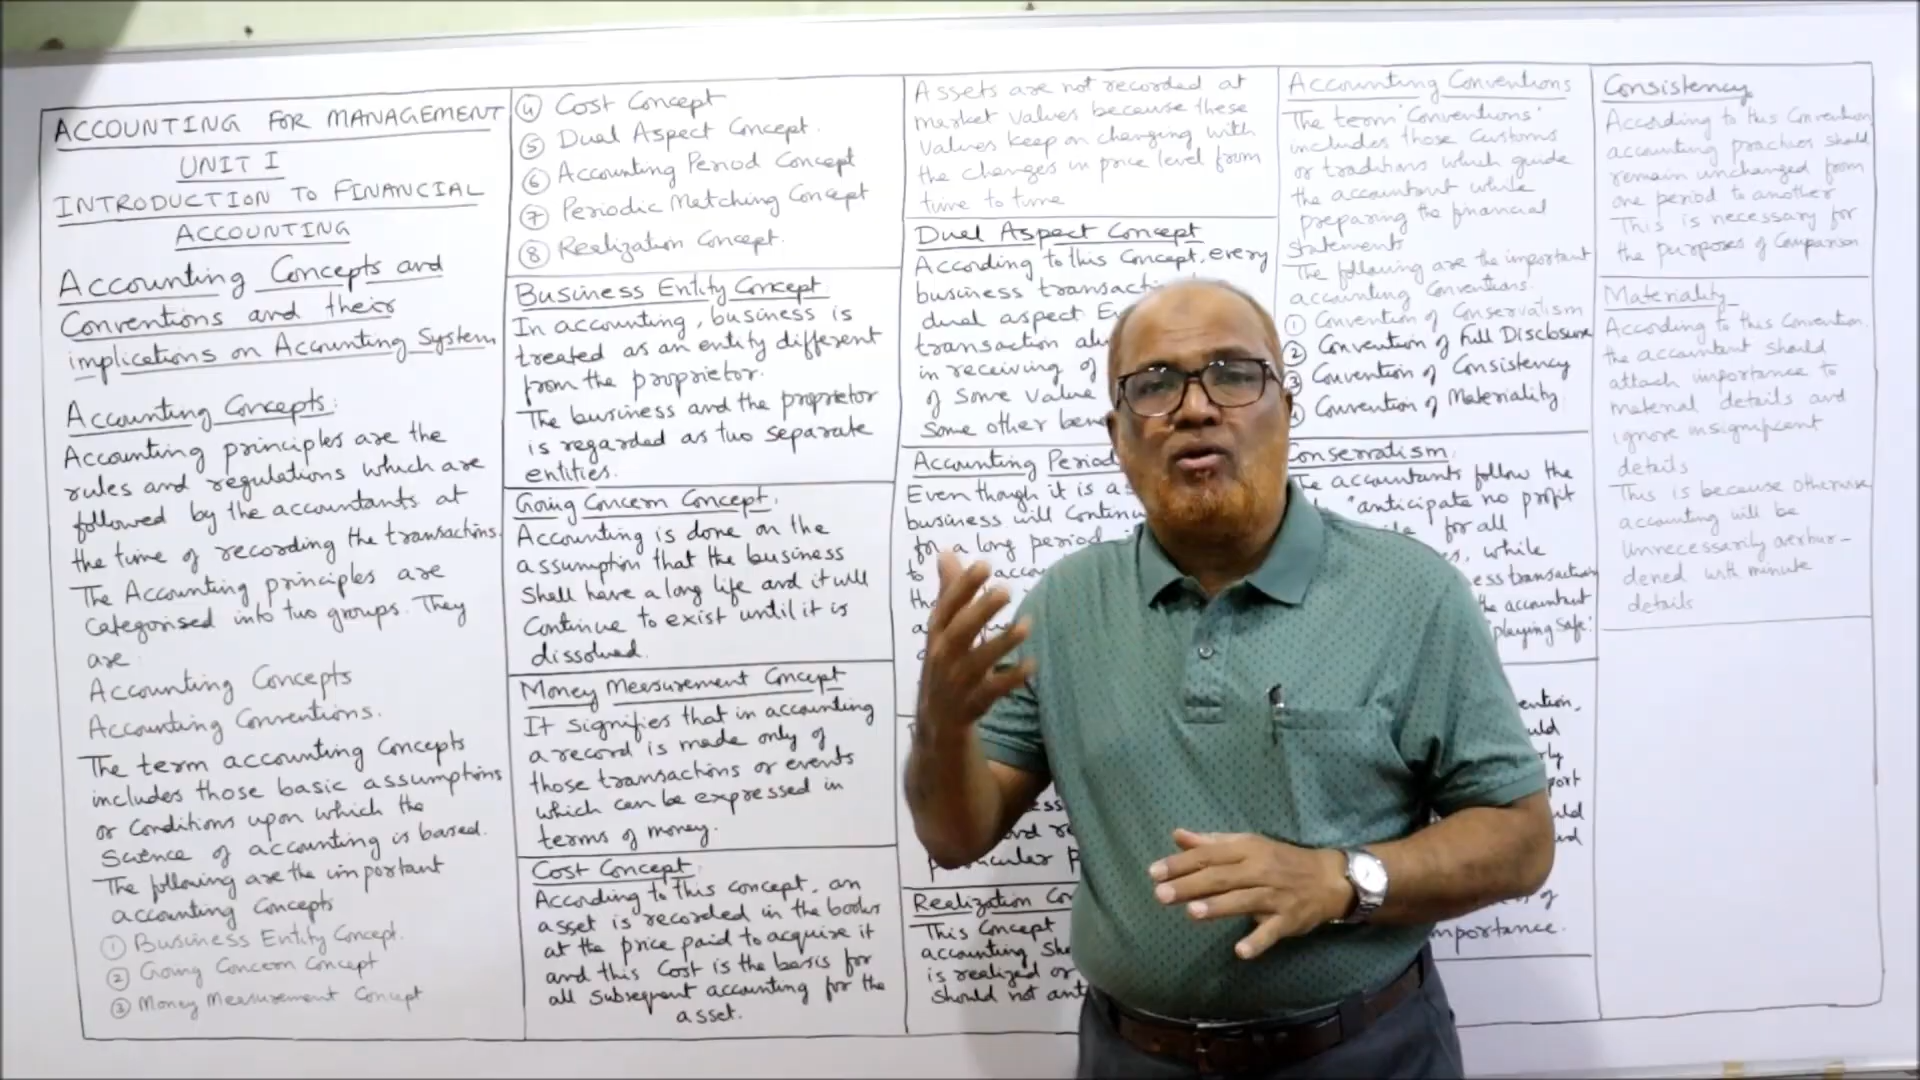 ACCOUNTING FOR MANAGEMENT
UNIT I
INTRODUCTION TO FINANCIAL
ACCOUNTING
Accounting Concepts and
Conventions and their
implications on Accounting System
Accounting Concepts:
Accounting principles are the
rules and regulations which are
followed by the accountants at
the time of recording the transactions.
The Accounting principles are
categorised into two groups. They
are
Accounting Concepts
Accounting Conventions.
The term accounting Concepts
includes those basic assumptions
or conditions upon which the
Science of accounting is based.
The following are the important
accounting Concepts
① Business Entity Concept.
② Going Concern Concept
③ Money Measurement Concept
④ Cost Concept
⑤ Dual Aspect Concept.
⑥ Accounting Period Concept
⑦ Periodic Matching Concept
⑧ Realization Concept.
Business Entity Concept
In accounting, business is
treated as an entity different
from the proprietor.
The business and the proprietor
is regarded as two separate
entities.
Going Concern Concept.
Accounting is done on the
assumption that the business
shall have a long life and it will
Continue to exist until it is
dissolved.
Money Measurement Concept
It signifies that in accounting
a record is made only of
those transactions or events
which can be expressed in
terms of money.
Cost Concept
According to this concept, an
asset is recorded in the books
at the price paid to acquire it
and this Cost is the basis for
all Subsequent accounting for the
asset.
Assets are not recorded at
market values because these
values keep on changing with
the changes in price level from
time to time
Dual Aspect Concept
According to this Concept, every
business
dual aspect
transaction
in receiving of
of Some Value
Some other
Accounting Period
Even though it is
business will
for a long period
to
Realization
This Concept
accounting
is realized or
should not
Accounting Conventions
The term "Conventions"
includes those Customs
or traditions which guide
the accountant while
preparing the financial
Statements
The following are the important
accounting Conventions.
① Convention of Conservatism
② Convention of Full Disclosure
③ Convention of Consistency
Convention of Materiality
Conservatism
accountants follow the
"anticipate no profit
for all
while
the accountant
"playing Safe".
of
importance.
Consistency
According to this Convention
accounting practices should
remain unchanged from
one period to another
This is necessary for
the purposes of Comparison
Materiality
According to this Convention
the accountant should
attach importance to
material details and
ignore insignificant
details
This is because otherwise
accounting will be
unnecessarily overbur-
dened with minute
details